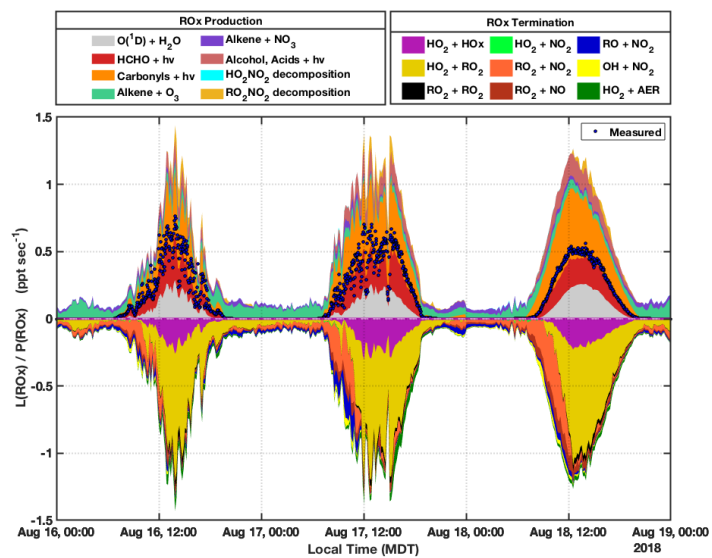 ROx Production
O(¹D) + H₂O
HCHO + hv
Carbonyls + hv
Alkene + O₃
Alkene + NO₃
Alcohol, Acids + hv
HO₂NO₂ decomposition
RO₂NO₂ decomposition
ROx Termination
HO₂ + HOx
HO₂ + RO₂
RO₂ + RO₂
HO₂ + NO₂
RO₂ + NO₂
RO₂ + NO
RO + NO₂
OH + NO₂
HO₂ + AER
Measured
L(ROx) / P(ROx) (ppt sec⁻¹)
1.5
1
0.5
0
-0.5
-1
-1.5
Aug 16, 00:00
Aug 16, 12:00
Aug 17, 00:00
Aug 17, 12:00
Aug 18, 00:00
Aug 18, 12:00
Aug 19, 00:00
Local Time (MDT)
2018